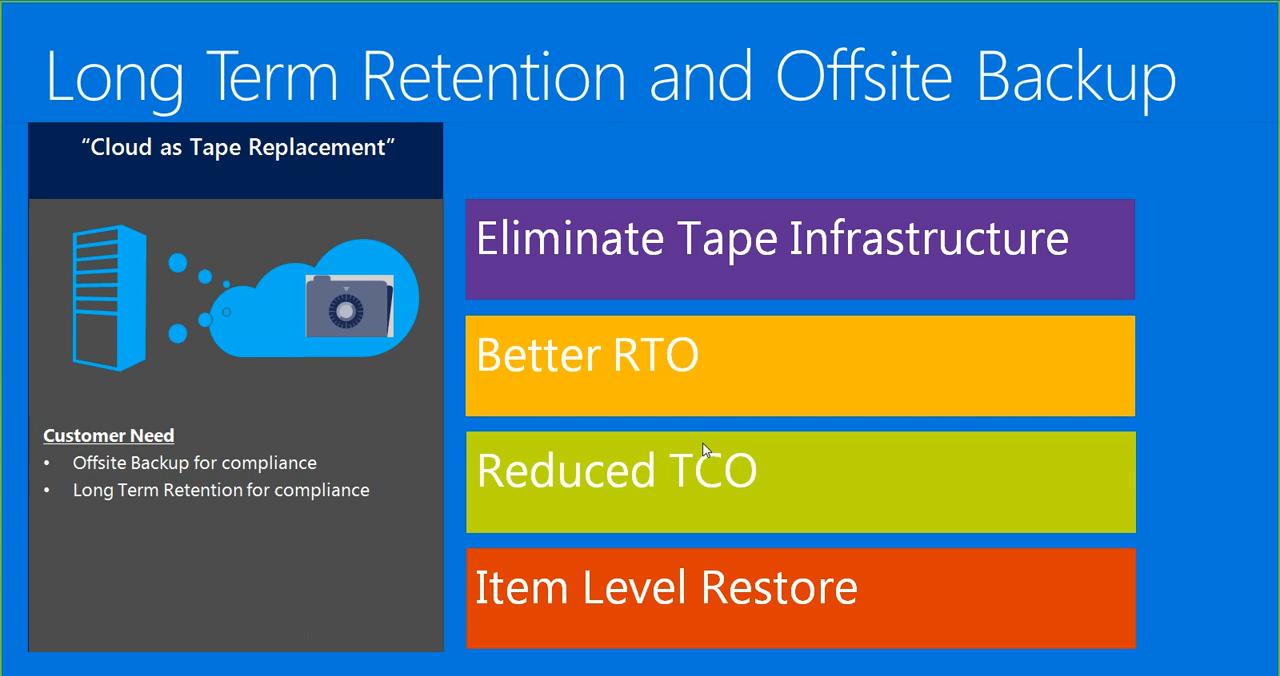 Long Term Retention and Offsite Backup
“Cloud as Tape Replacement”
Customer Need
• Offsite Backup for compliance
• Long Term Retention for compliance
Eliminate Tape Infrastructure
Better RTO
Reduced TCO
Item Level Restore